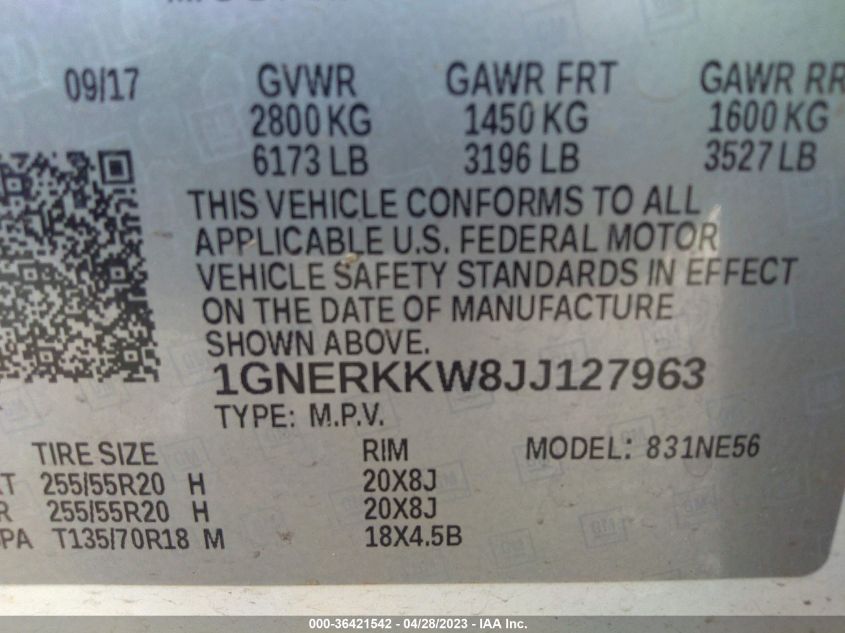 09/17 GVWR GAWR FRT GAWR RR
2800 KG 1450 KG 1600 KG
6173 LB 3196 LB 3527 LB
THIS VEHICLE CONFORMS TO ALL
APPLICABLE U.S. FEDERAL MOTOR
VEHICLE SAFETY STANDARDS IN EFFECT
ON THE DATE OF MANUFACTURE
SHOWN ABOVE.
1GNERKKW8JJ127963
TYPE: M.P.V.
TIRE SIZE RIM MODEL: 831NE56
255/55R20 H 20X8J
255/55R20 H 20X8J
T135/70R18 M 18X4.5B
000-36421542 - 04/28/2023 - IAA Inc.